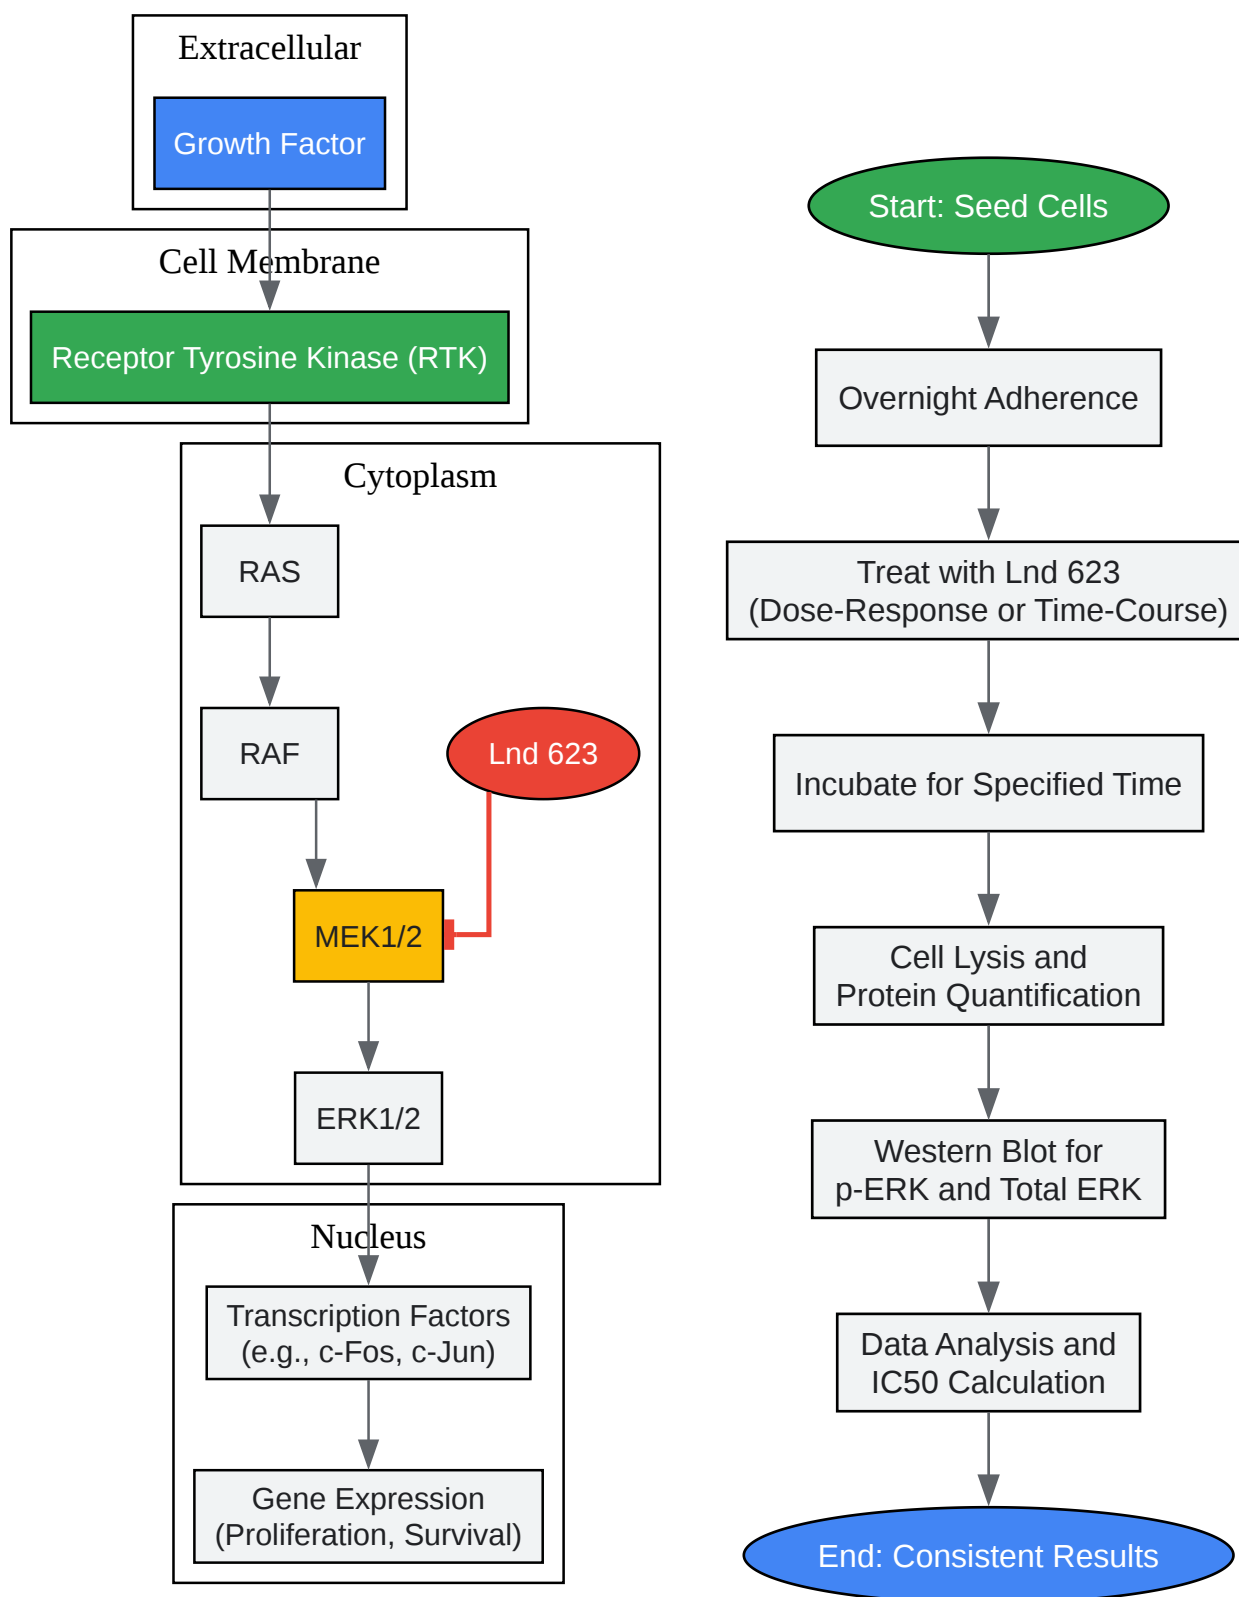 Extracellular
Growth Factor
Cell Membrane
Receptor Tyrosine Kinase (RTK)
Cytoplasm
RAS
RAF
Lnd 623
MEK1/2
ERK1/2
Nucleus
Transcription Factors
(e.g., c-Fos, c-Jun)
Gene Expression
(Proliferation, Survival)
Start: Seed Cells
Overnight Adherence
Treat with Lnd 623
(Dose-Response or Time-Course)
Incubate for Specified Time
Cell Lysis and
Protein Quantification
Western Blot for
p-ERK and Total ERK
Data Analysis and
IC50 Calculation
End: Consistent Results